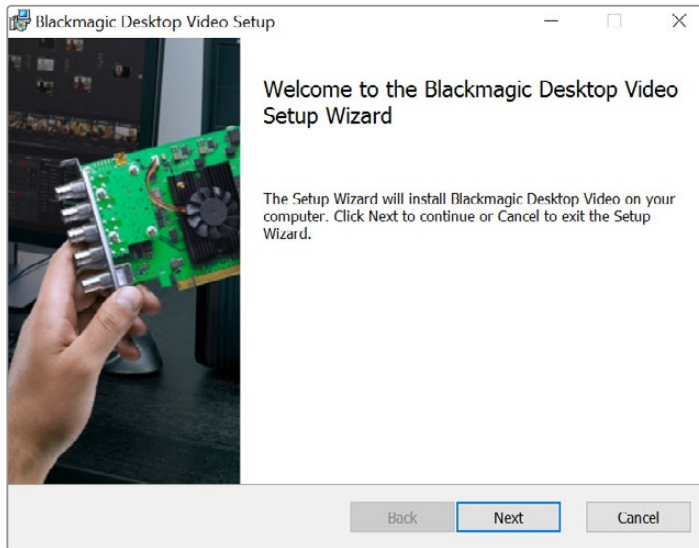 Blackmagic Desktop Video Setup
Welcome to the Blackmagic Desktop Video
Setup Wizard
The Setup Wizard will install Blackmagic Desktop Video on your
computer. Click Next to continue or Cancel to exit the Setup
Wizard.
Back
Next
Cancel